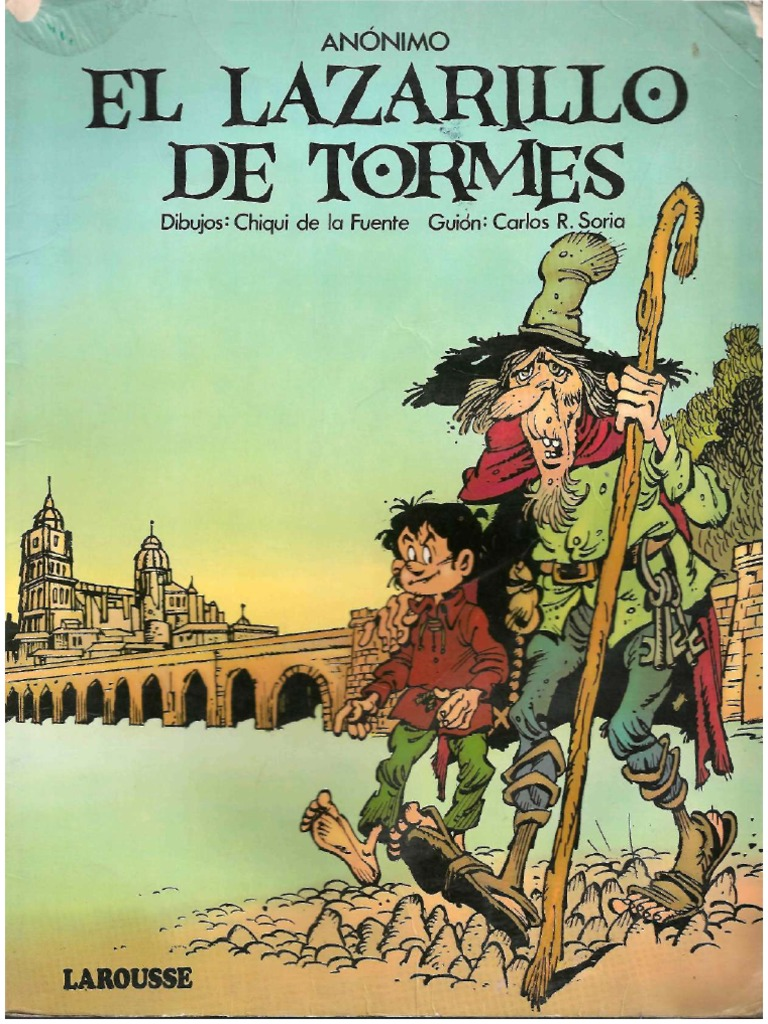 ANÓNIMO
EL LAZARILLO
DE TORMES
Dibujos: Chiqui de la Fuente Guión: Carlos R. Soria
LAROUSSE